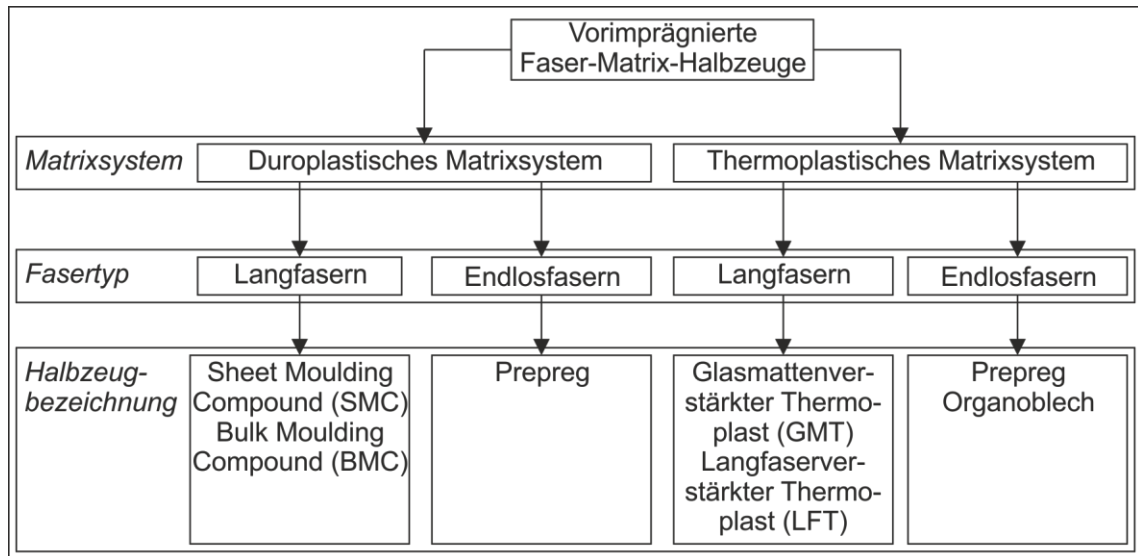 Vorimprägnierte
Faser-Matrix-Halbzeuge
Matrixsystem
Duroplastisches Matrixsystem
Thermoplastisches Matrixsystem
Fasertyp
Langfasern
Endlosfasern
Langfasern
Endlosfasern
Halbzeug-
bezeichnung
Sheet Moulding
Compound (SMC)
Bulk Moulding
Compound (BMC)
Prepreg
Glasmattenver-
stärkter Thermo-
plast (GMT)
Langfaserver-
stärkter Thermo-
plast (LFT)
Prepreg
Organoblech